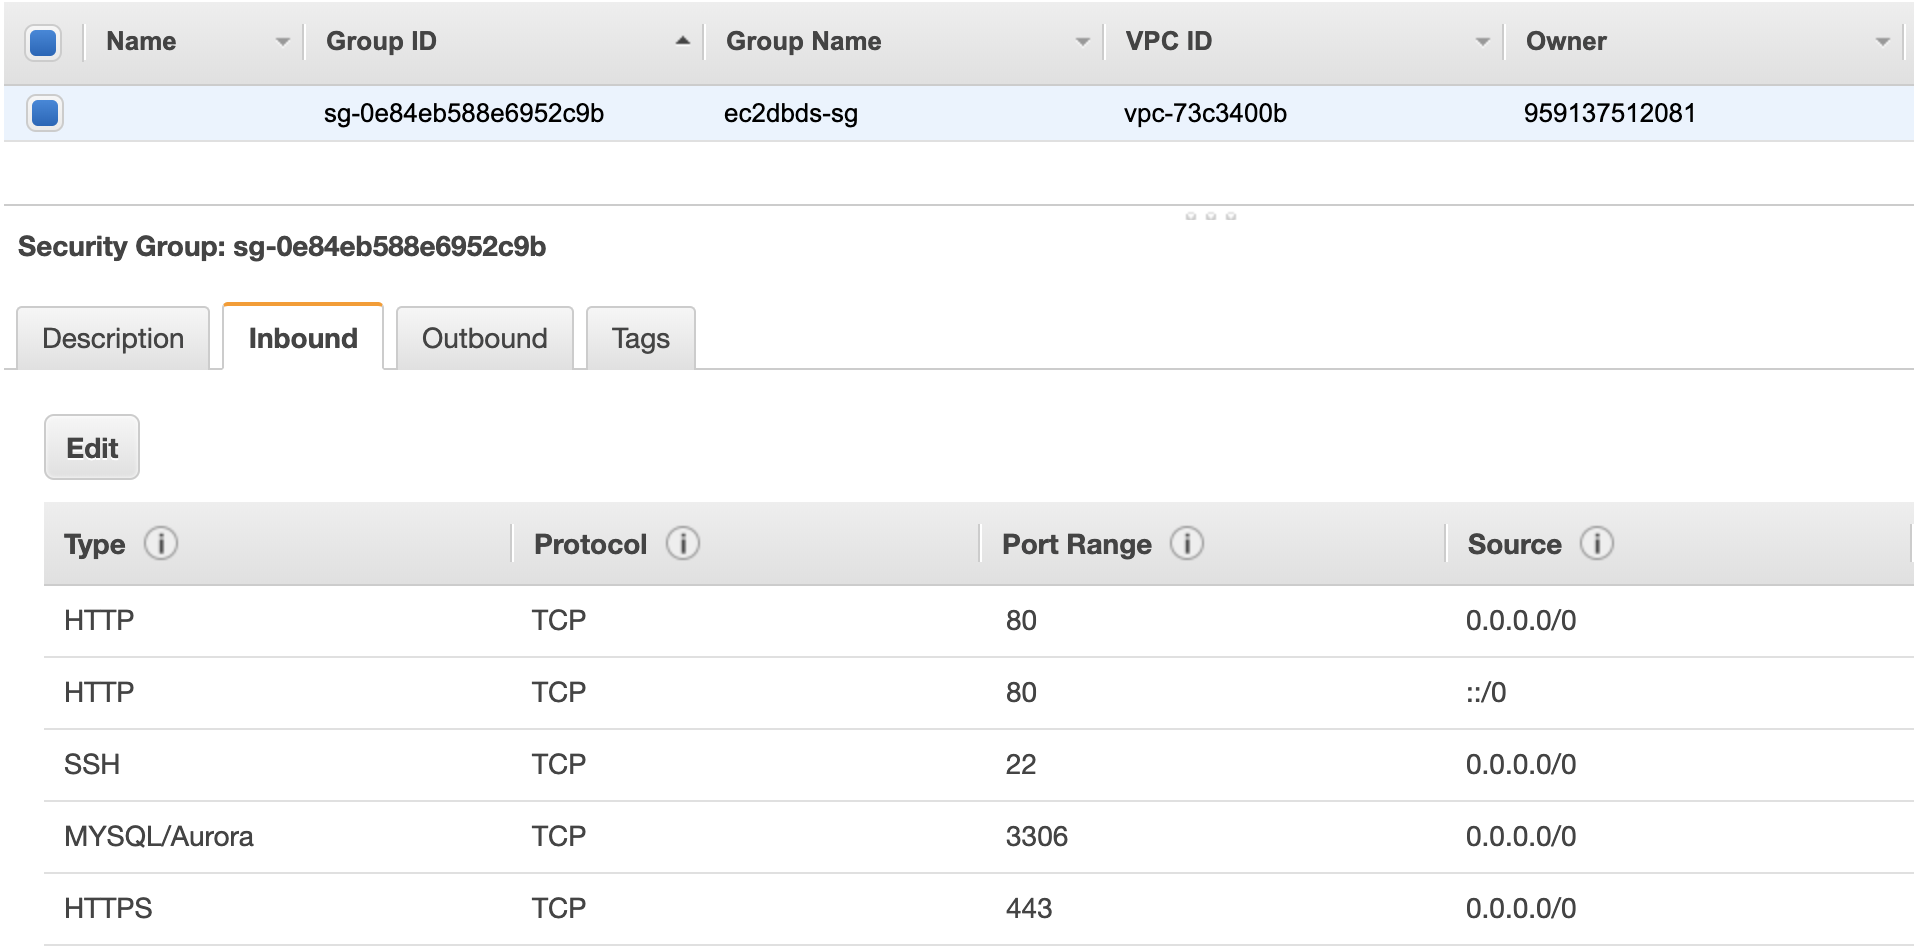 Name Group ID Group Name VPC ID Owner
sg-0e84eb588e6952c9b ec2dbds-sg vpc-73c3400b 959137512081
Security Group: sg-0e84eb588e6952c9b
Description Inbound Outbound Tags
Edit
Type i Protocol i Port Range i Source i
HTTP TCP 80 0.0.0.0/0
HTTP TCP 80 ::/0
SSH TCP 22 0.0.0.0/0
MYSQL/Aurora TCP 3306 0.0.0.0/0
HTTPS TCP 443 0.0.0.0/0